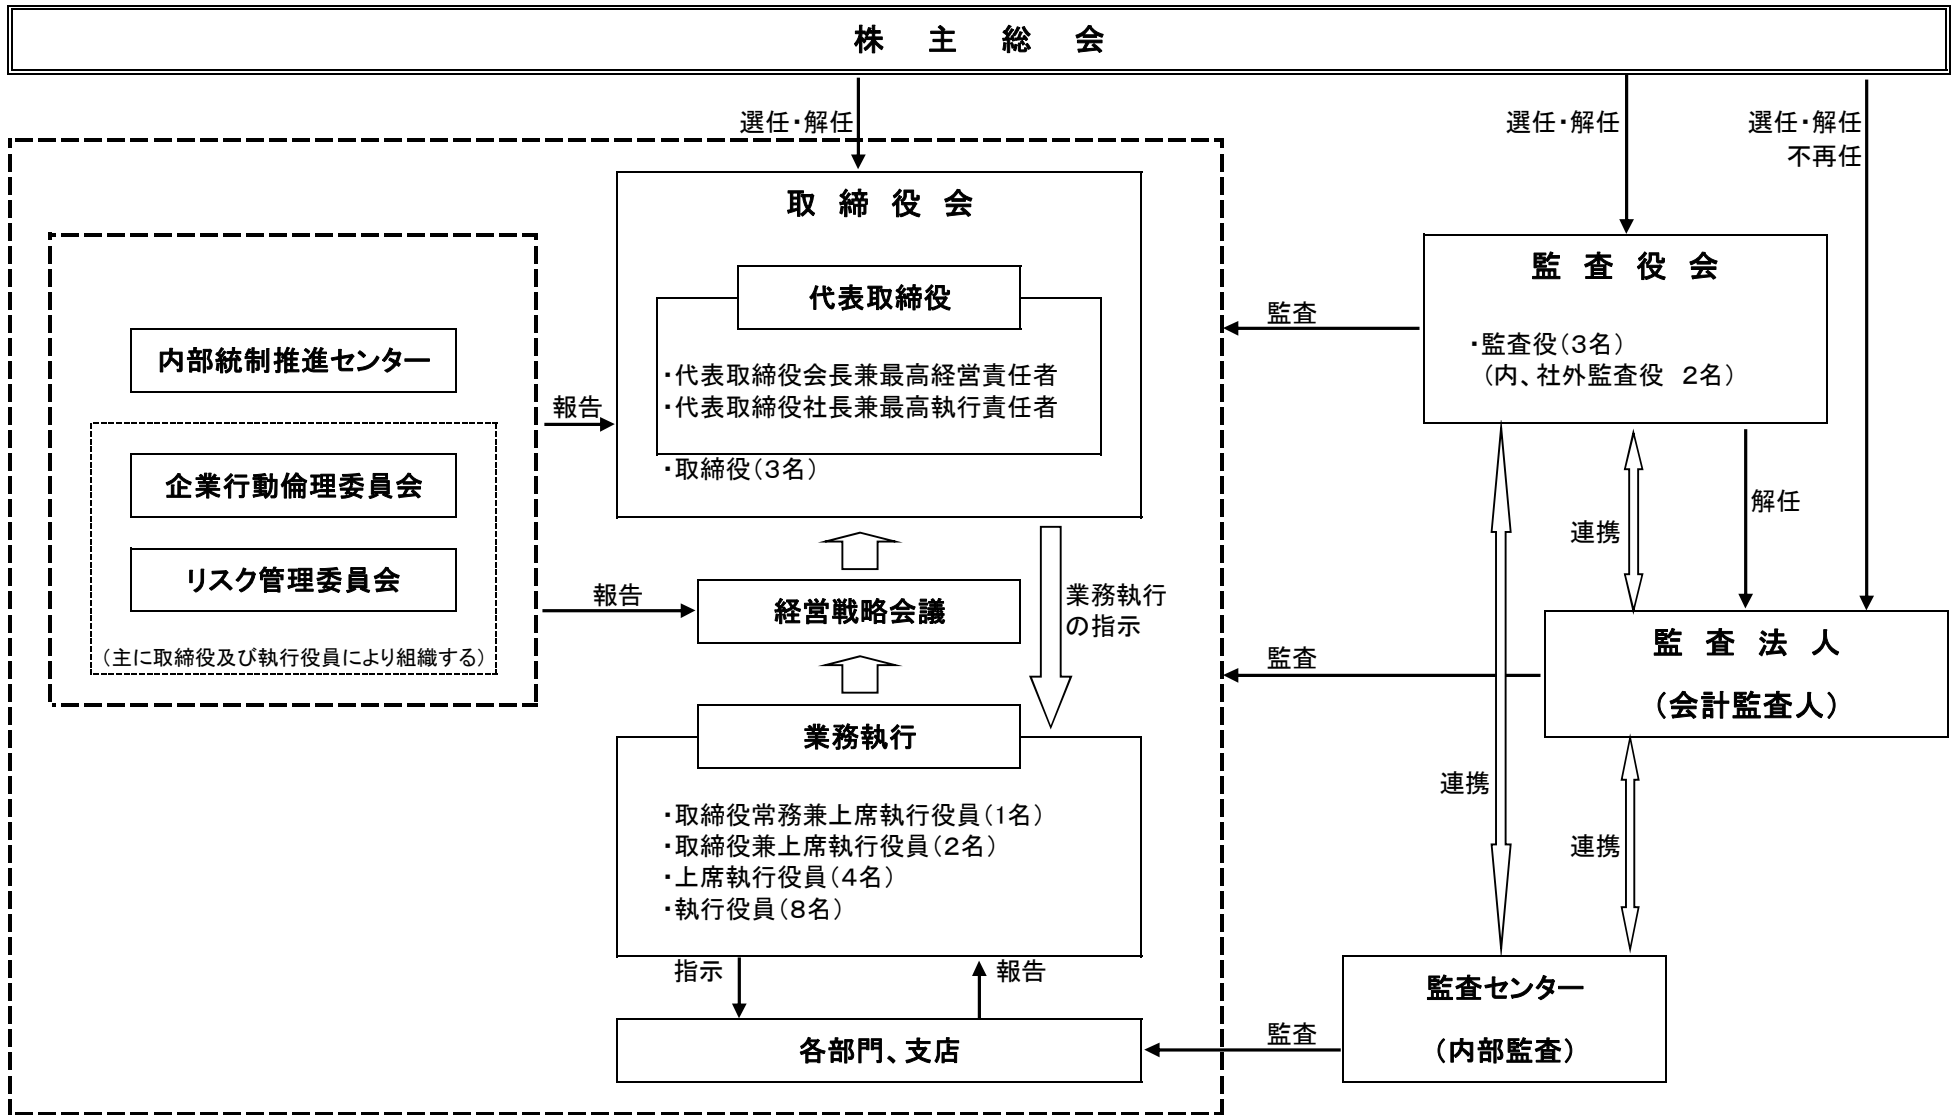 株主総会
選任・解任
選任・解任
選任・解任
不再任
取締役会
代表取締役
・代表取締役会長兼最高経営責任者
・代表取締役社長兼最高執行責任者
・取締役（3名）
監査役会
・監査役（3名）
（内、社外監査役　2名）
監査
内部統制推進センター
報告
企業行動倫理委員会
リスク管理委員会
（主に取締役及び執行役員により組織する）
報告
経営戦略会議
業務執行
の指示
連携
解任
監査
監査法人
（会計監査人）
業務執行
・取締役常務兼上席執行役員（1名）
・取締役兼上席執行役員（2名）
・上席執行役員（4名）
・執行役員（8名）
連携
連携
指示
報告
各部門、支店
監査
監査センター
（内部監査）